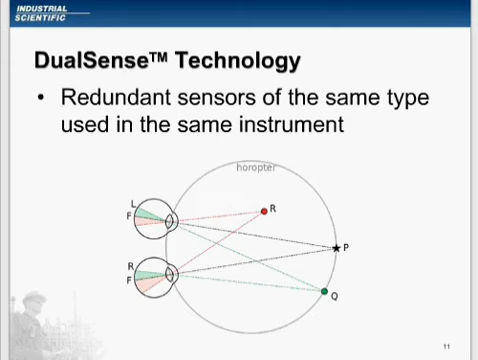 INDUSTRIAL
SCIENTIFIC
DualSense™ Technology
• Redundant sensors of the same type
used in the same instrument
horopter
L
F
R
P
R
F
Q
11